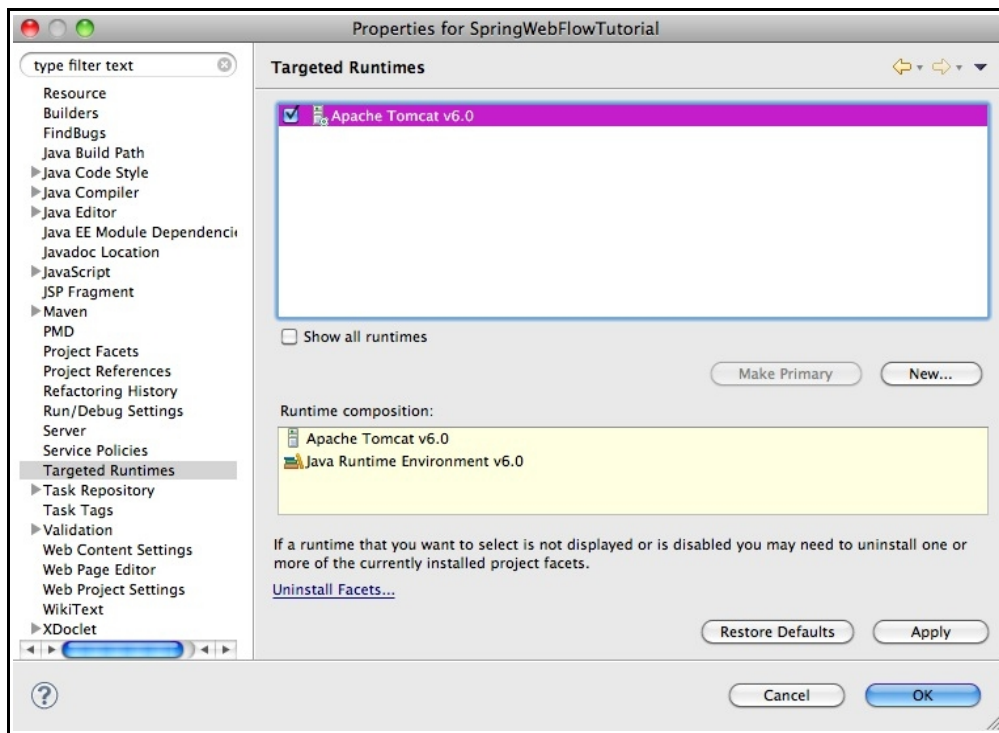 Properties for SpringWebFlowTutorial
type filter text
Resource
Builders
FindBugs
Java Build Path
Java Code Style
Java Compiler
Java Editor
Java EE Module Dependencie
Javadoc Location
JavaScript
JSP Fragment
Maven
PMD
Project Facets
Project References
Refactoring History
Run/Debug Settings
Server
Service Policies
Targeted Runtimes
Task Repository
Task Tags
Validation
Web Content Settings
Web Page Editor
Web Project Settings
WikiText
XDoclet
Targeted Runtimes
Apache Tomcat v6.0
Show all runtimes
Make Primary
New...
Runtime composition:
Apache Tomcat v6.0
Java Runtime Environment v6.0
If a runtime that you want to select is not displayed or is disabled you may need to uninstall one or
more of the currently installed project facets.
Uninstall Facets...
Restore Defaults
Apply
?
Cancel
OK